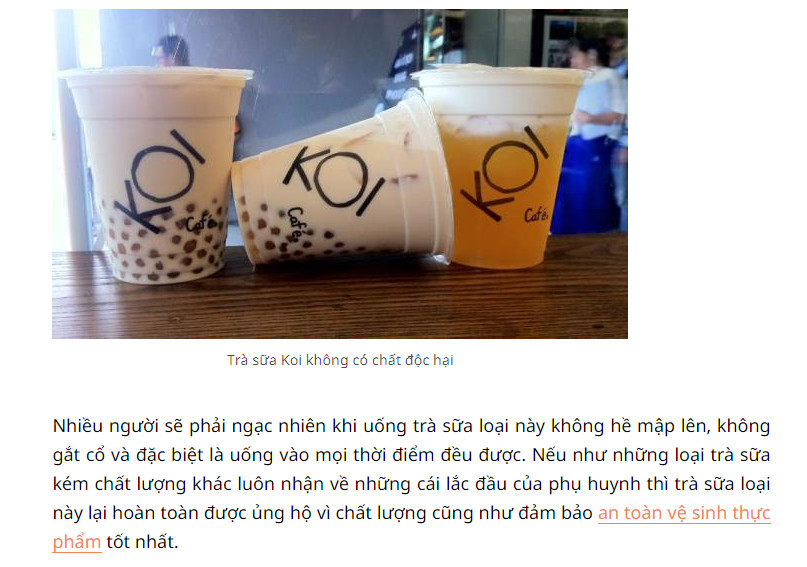 KOI
Café
KOI
Café
KOI
Café
Trà sữa Koi không có chất độc hại
Nhiều người sẽ phải ngạc nhiên khi uống trà sữa loại này không hề mập lên, không
gắt cổ và đặc biệt là uống vào mọi thời điểm đều được. Nếu như những loại trà sữa
kém chất lượng khác luôn nhận về những cái lắc đầu của phụ huynh thì trà sữa loại
này lại hoàn toàn được ủng hộ vì chất lượng cũng như đảm bảo an toàn vệ sinh thực
phẩm tốt nhất.